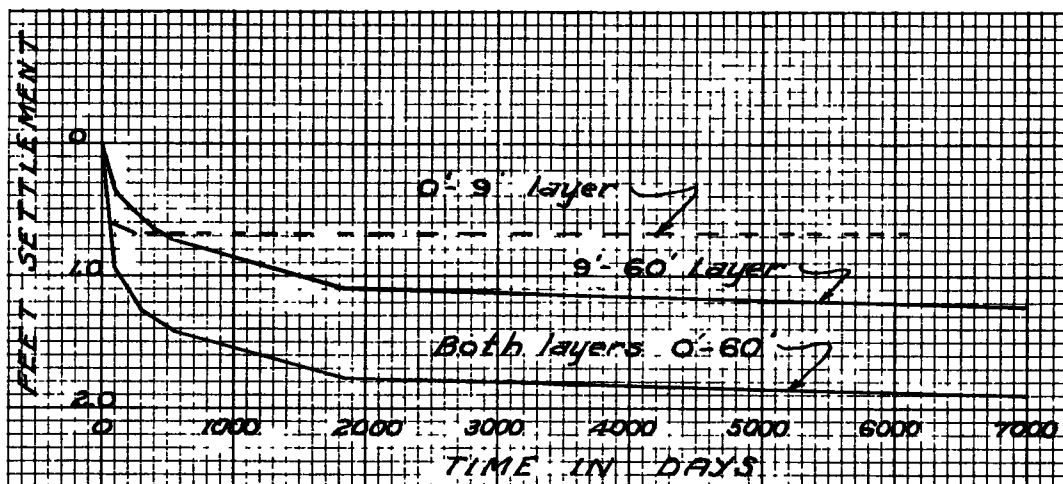 FEET SETTLEMENT
0
1.0
2.0
0'-9' layer
9'-60' Layer
Both layers 0'-60'
0 1000 2000 3000 4000 5000 6000 7000
TIME IN DAYS